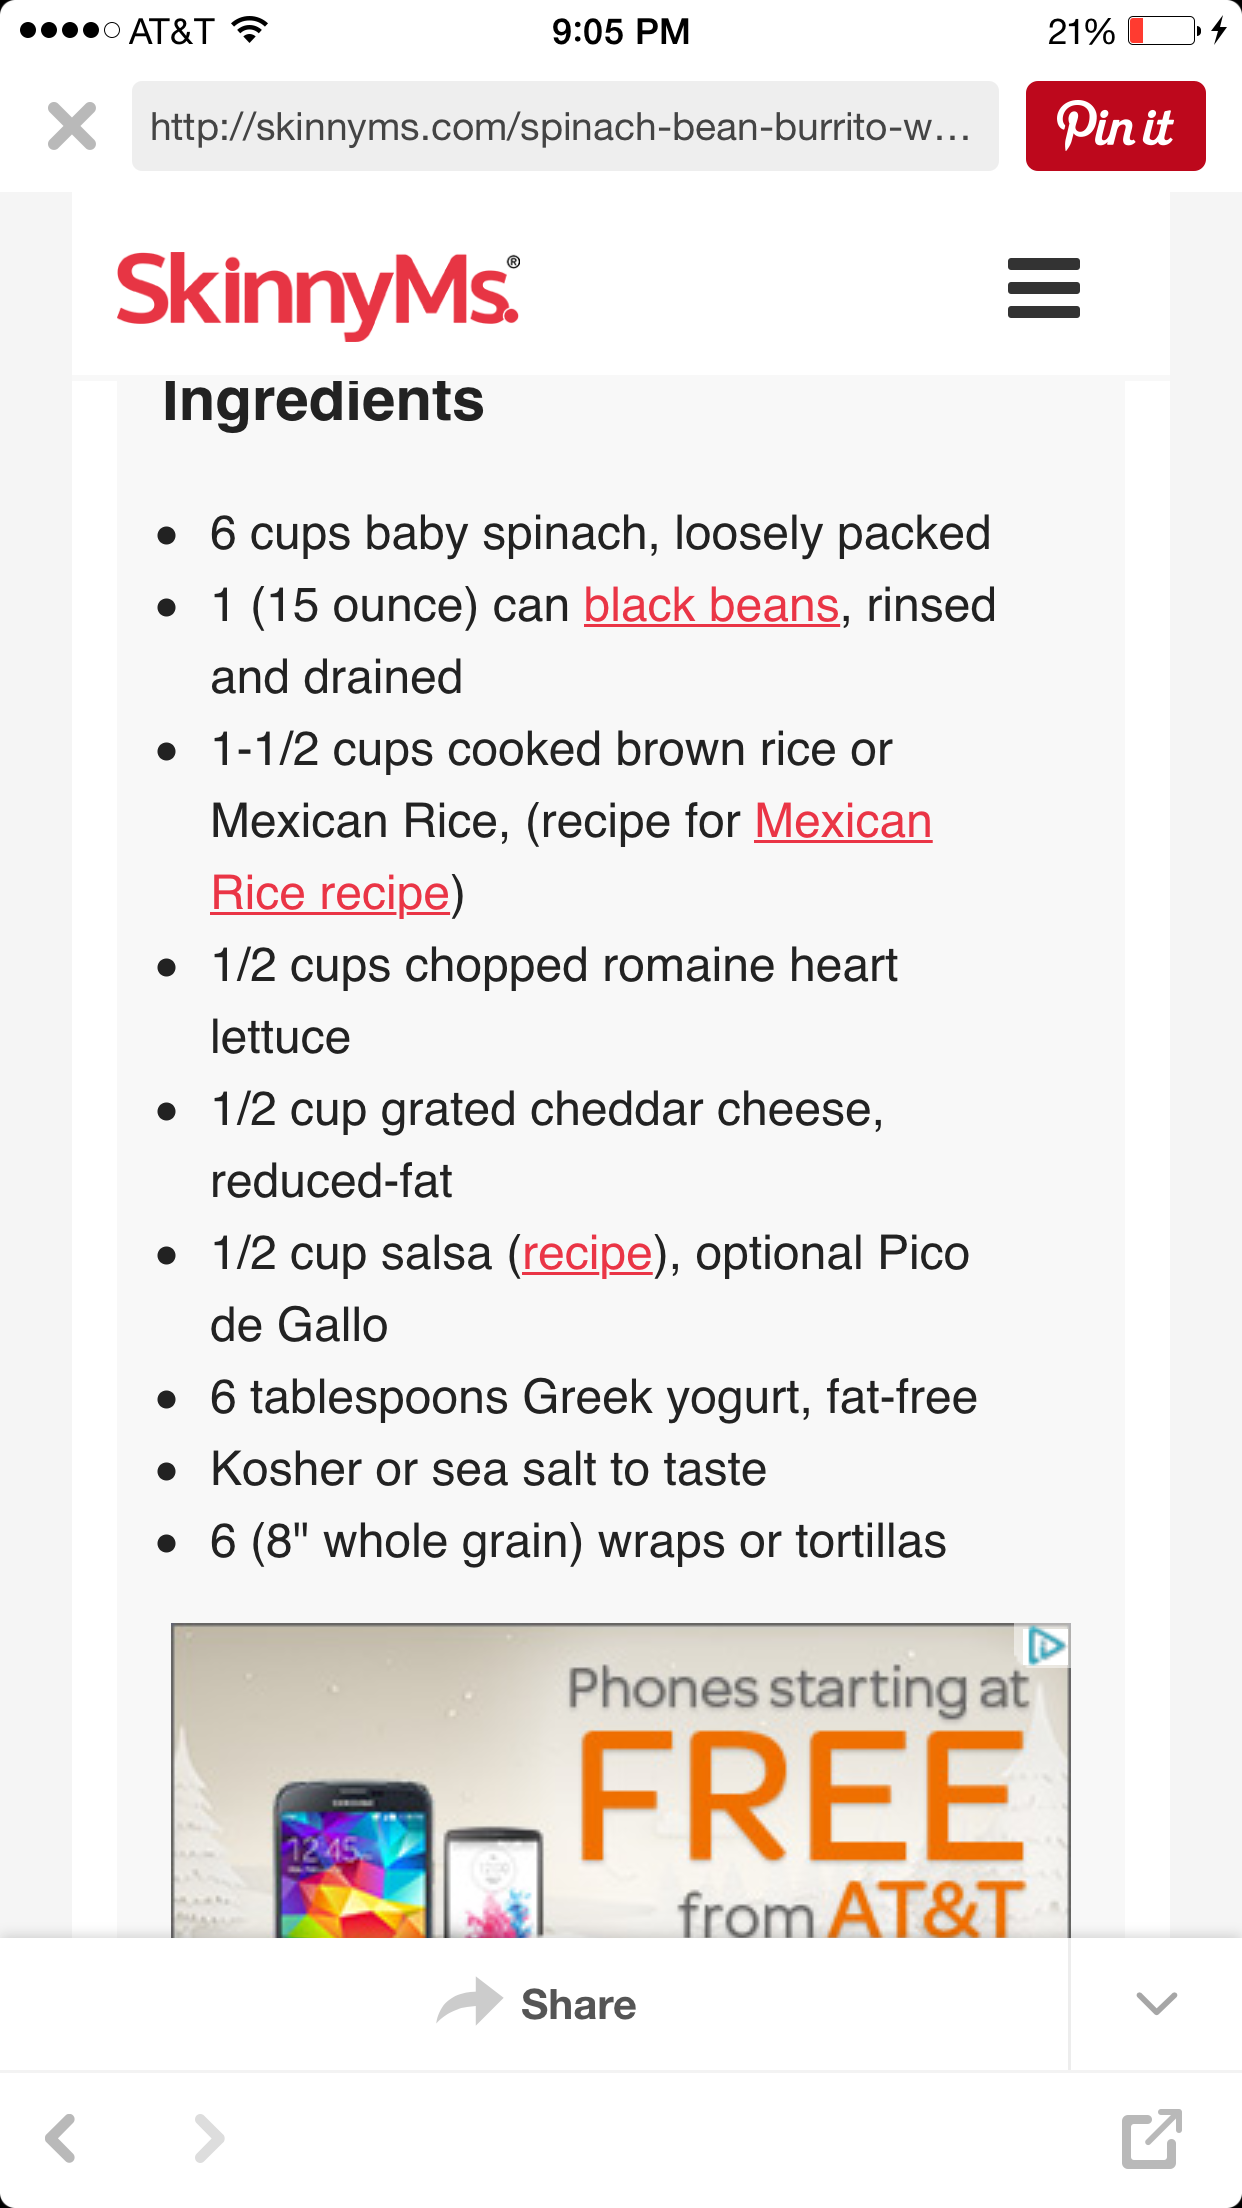 AT&T 9:05 PM 21%
http://skinnyms.com/spinach-bean-burrito-w...
Pin it
SkinnyMs.®
Ingredients
• 6 cups baby spinach, loosely packed
• 1 (15 ounce) can black beans, rinsed
and drained
• 1-1/2 cups cooked brown rice or
Mexican Rice, (recipe for Mexican
Rice recipe)
• 1/2 cups chopped romaine heart
lettuce
• 1/2 cup grated cheddar cheese,
reduced-fat
• 1/2 cup salsa (recipe), optional Pico
de Gallo
• 6 tablespoons Greek yogurt, fat-free
• Kosher or sea salt to taste
• 6 (8" whole grain) wraps or tortillas
Phones starting at
FREE
from AT&T
SAMSUNG
12:45
Share